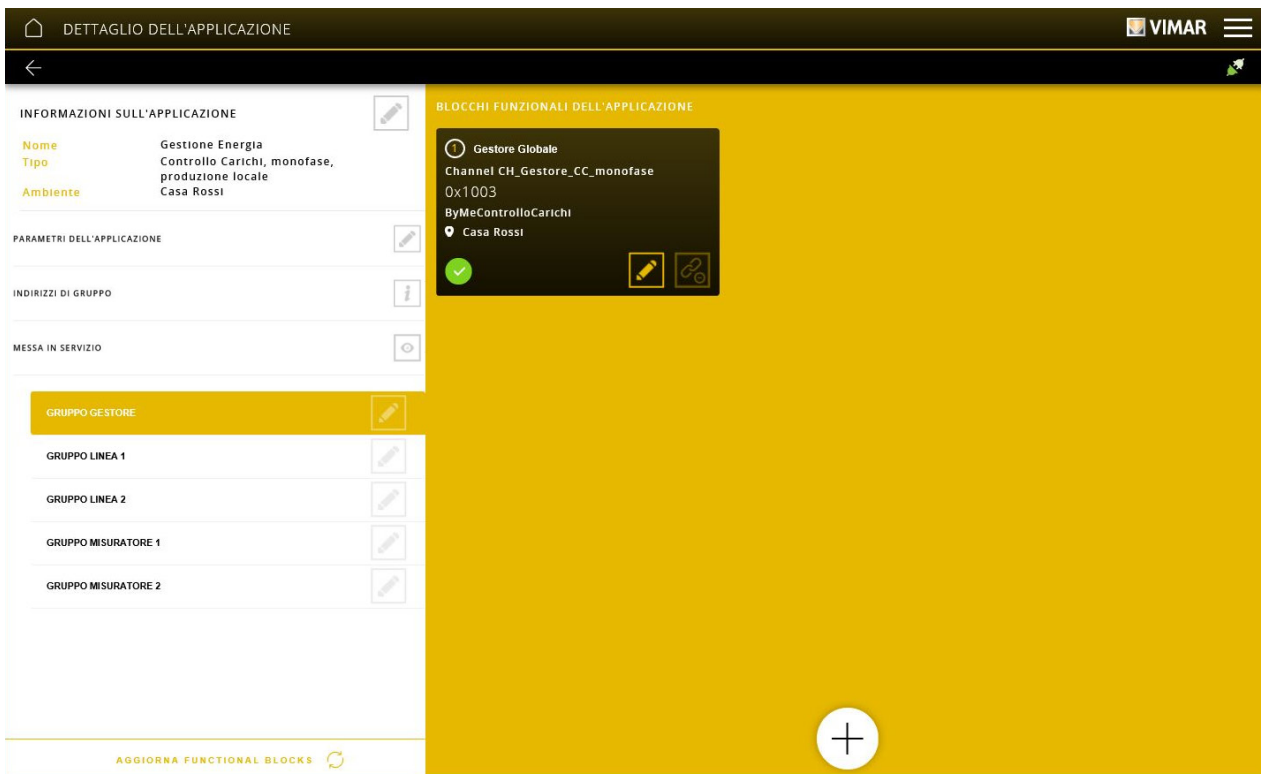 DETTAGLIO DELL'APPLICAZIONE
VIMAR
INFORMAZIONI SULL'APPLICAZIONE
Nome Gestione Energia
Tipo Controllo Carichi, monofase,
produzione locale
Ambiente Casa Rossi
PARAMETRI DELL'APPLICAZIONE
INDIRIZZI DI GRUPPO
i
MESSA IN SERVIZIO
GRUPPO GESTORE
GRUPPO LINEA 1
GRUPPO LINEA 2
GRUPPO MISURATORE 1
GRUPPO MISURATORE 2
AGGIORNA FUNCTIONAL BLOCKS
BLOCCHI FUNZIONALI DELL'APPLICAZIONE
1 Gestore Globale
Channel CH_Gestore_CC_monofase
0x1003
ByMeControlloCarichi
Casa Rossi